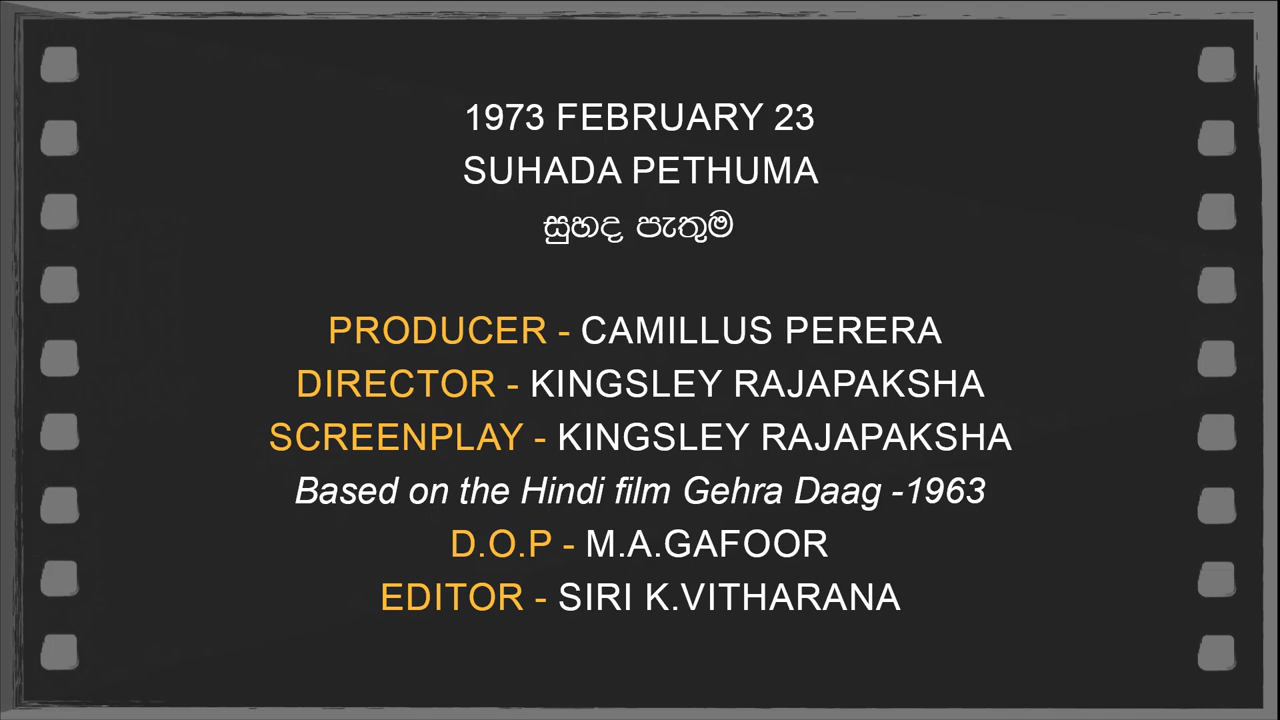 1973 FEBRUARY 23
SUHADA PETHUMA
සුහද පැතුම
PRODUCER - CAMILLUS PERERA
DIRECTOR - KINGSLEY RAJAPAKSHA
SCREENPLAY - KINGSLEY RAJAPAKSHA
Based on the Hindi film Gehra Daag -1963
D.O.P - M.A.GAFOOR
EDITOR - SIRI K.VITHARANA